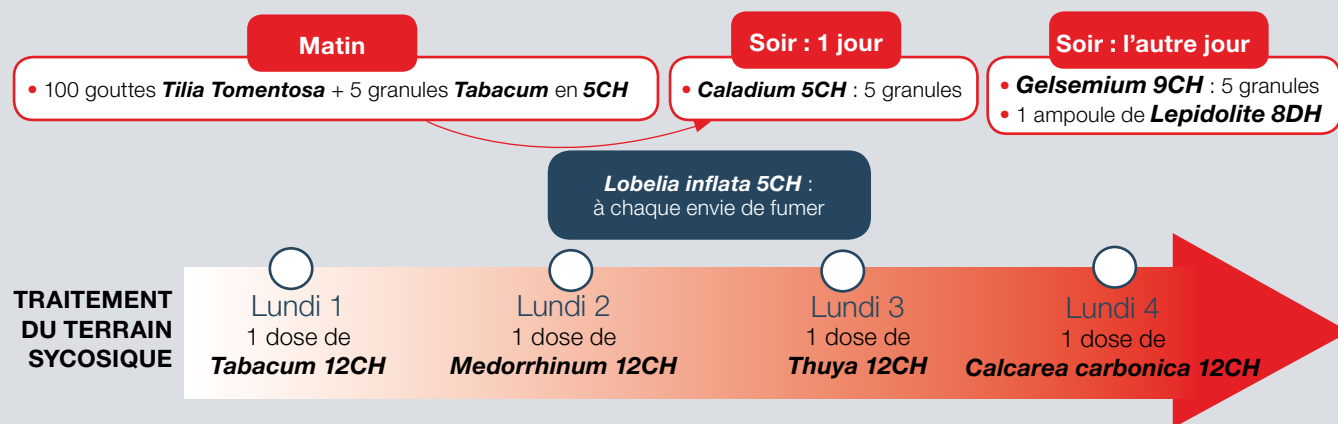 Matin
• 100 gouttes Tilia Tomentosa + 5 granules Tabacum en 5CH
Soir : 1 jour
• Caladium 5CH : 5 granules
Soir : l'autre jour
• Gelsemium 9CH : 5 granules
• 1 ampoule de Lepidolite 8DH
Lobelia inflata 5CH :
à chaque envie de fumer
TRAITEMENT
DU TERRAIN
SYCOSIQUE
Lundi 1
1 dose de
Tabacum 12CH
Lundi 2
1 dose de
Medorrhinum 12CH
Lundi 3
1 dose de
Thuya 12CH
Lundi 4
1 dose de
Calcarea carbonica 12CH